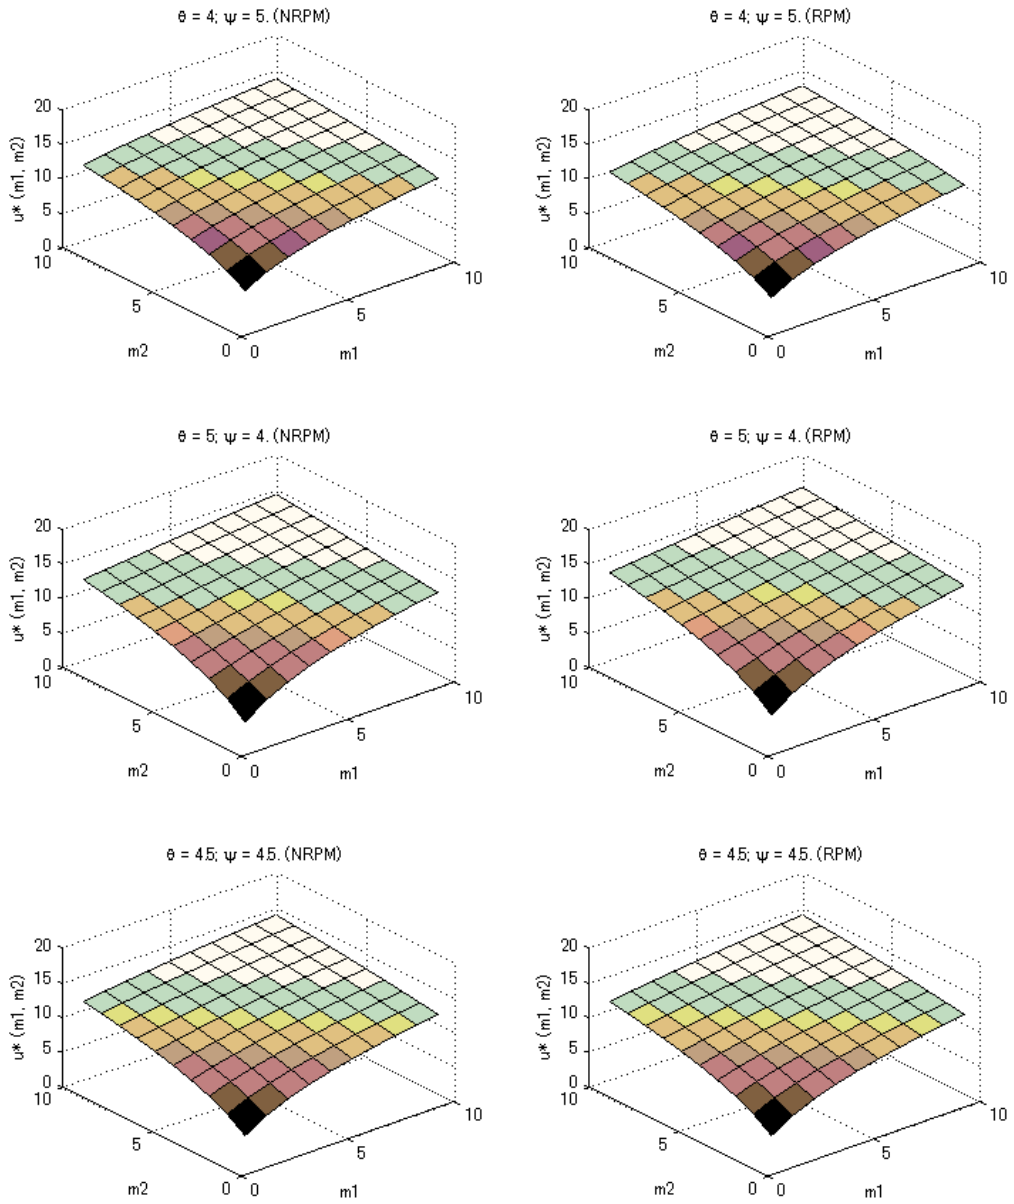 θ = 4; ψ = 5. (NRPM)
20
15
10
5
0
u* (m1, m2)
10
5
0
m2
0
5
10
m1
θ = 4; ψ = 5. (RPM)
20
15
10
5
0
u* (m1, m2)
10
5
0
m2
0
5
10
m1
θ = 5; ψ = 4. (NRPM)
20
15
10
5
0
u* (m1, m2)
10
5
0
m2
0
5
10
m1
θ = 5; ψ = 4. (RPM)
20
15
10
5
0
u* (m1, m2)
10
5
0
m2
0
5
10
m1
θ = 4.5; ψ = 4.5. (NRPM)
20
15
10
5
0
u* (m1, m2)
10
5
0
m2
0
5
10
m1
θ = 4.5; ψ = 4.5. (RPM)
20
15
10
5
0
u* (m1, m2)
10
5
0
m2
0
5
10
m1